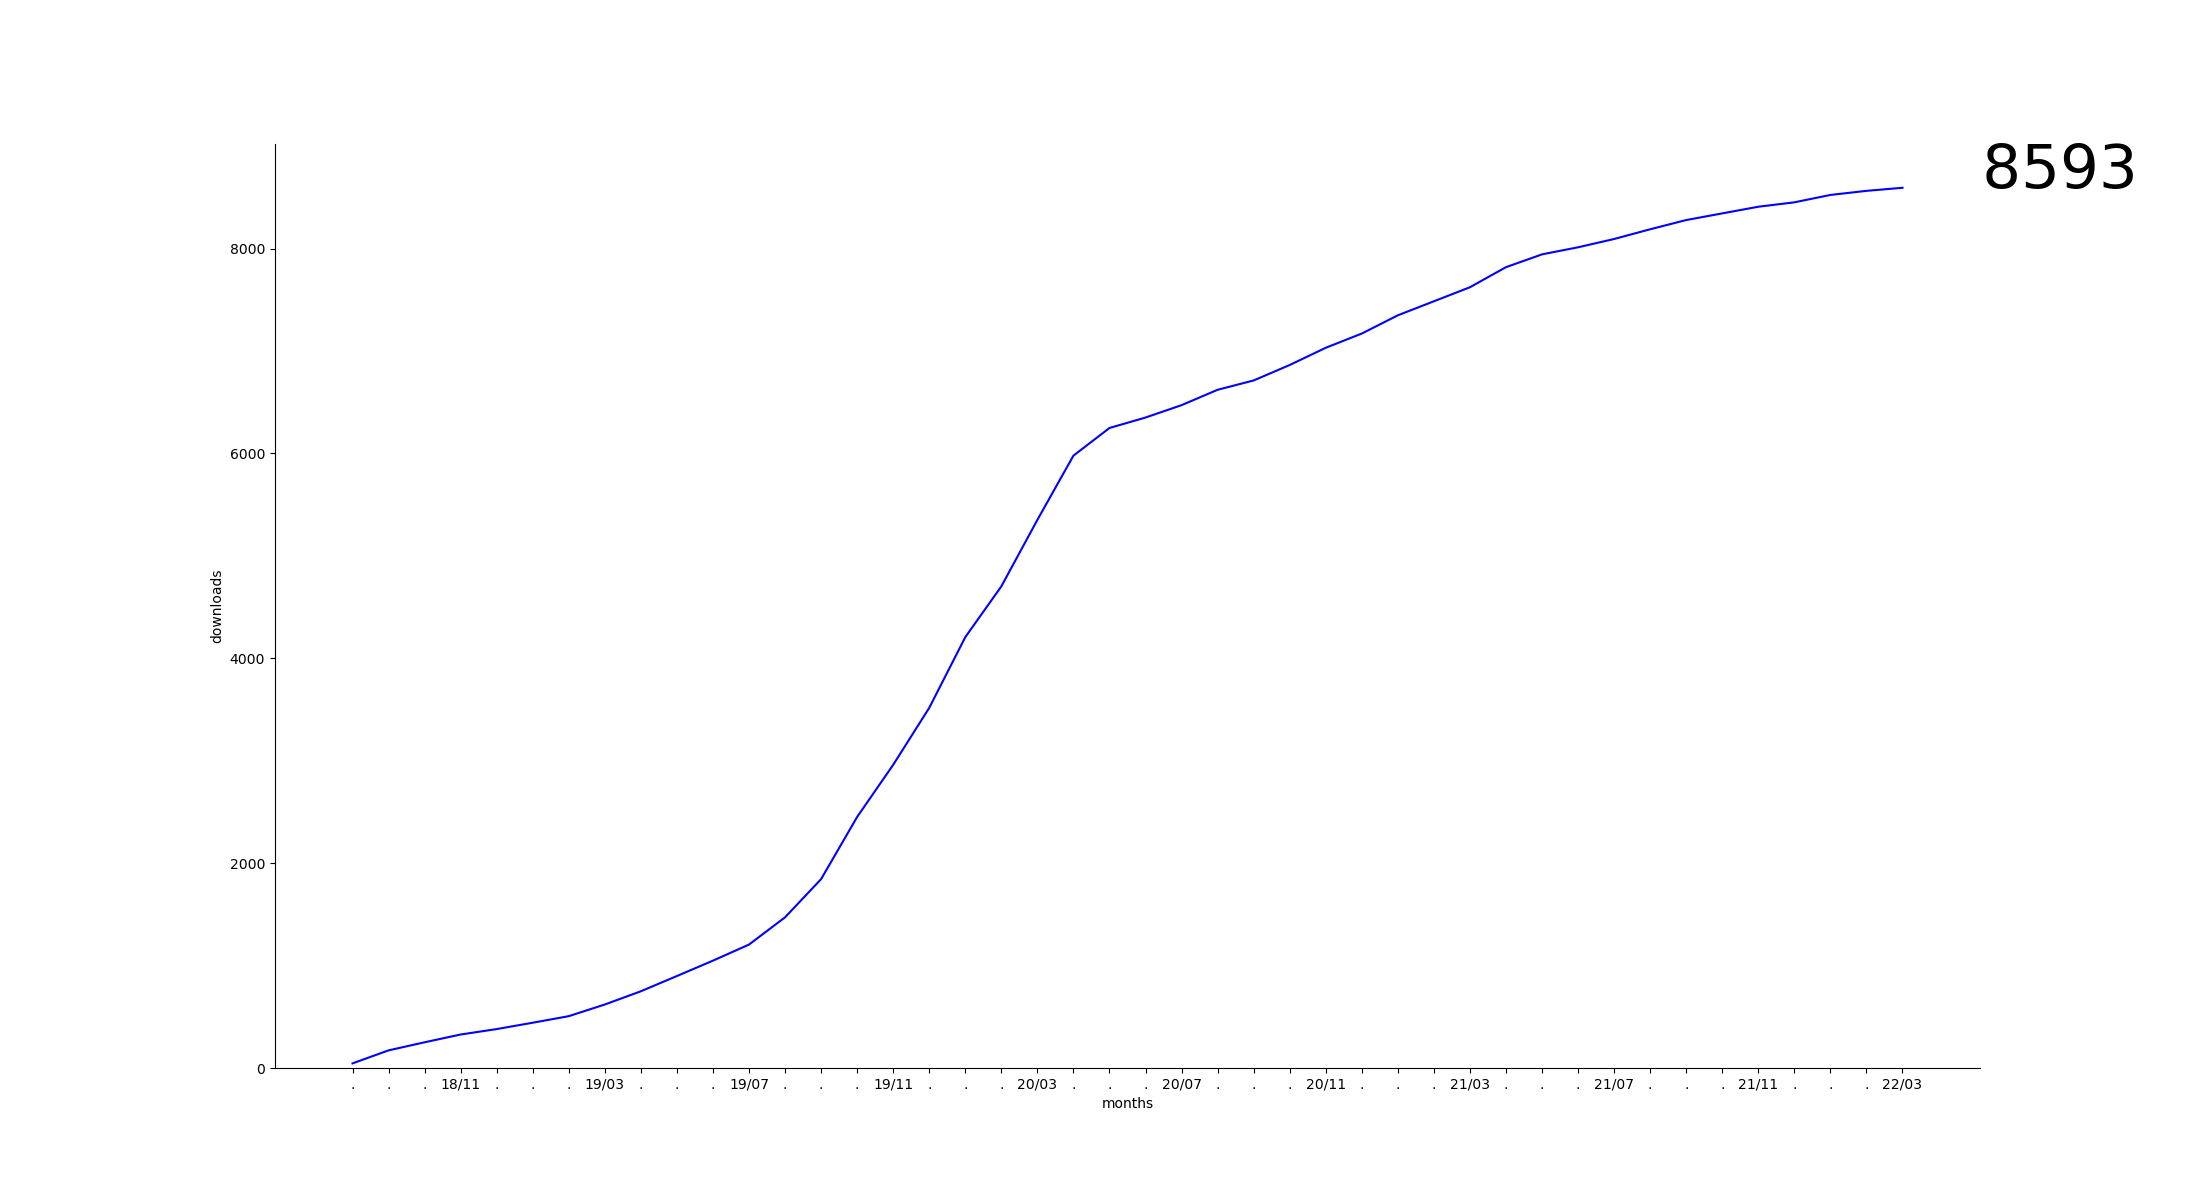 8593
8000
6000
4000
2000
0
downloads
. . . 18/11 . . . 19/03 . . . 19/07 . . . 19/11 . . . 20/03 . . . 20/07 . . . 20/11 . . . 21/03 . . . 21/07 . . . 21/11 . . . 22/03
months